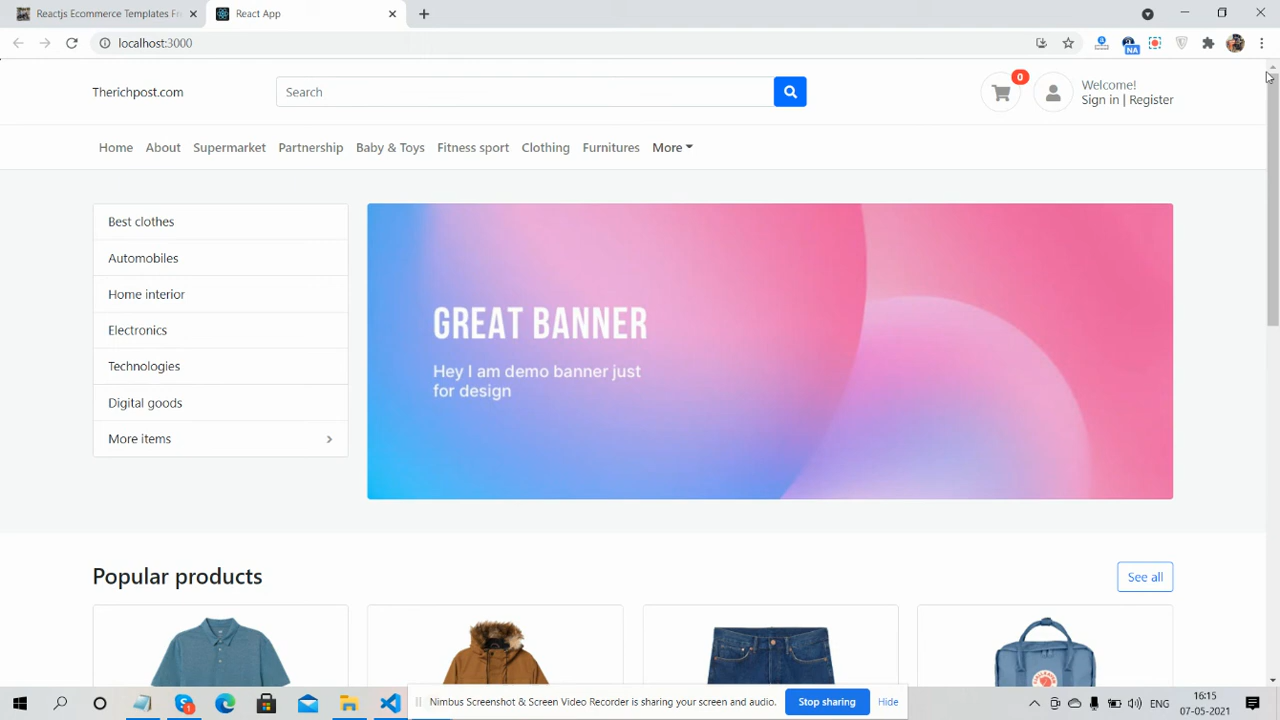 Reactjs Ecommerce Templates Fr
React App
localhost:3000
NA
Therichpost.com
Search
0
Welcome!
Sign in | Register
Home
About
Supermarket
Partnership
Baby & Toys
Fitness sport
Clothing
Furnitures
More
Best clothes
Automobiles
Home interior
Electronics
Technologies
Digital goods
More items
GREAT BANNER
Hey I am demo banner just
for design
Popular products
See all
Nimbus Screenshot & Screen Video Recorder is sharing your screen and audio.
Stop sharing
Hide
1
ENG
16:15
07-05-2021